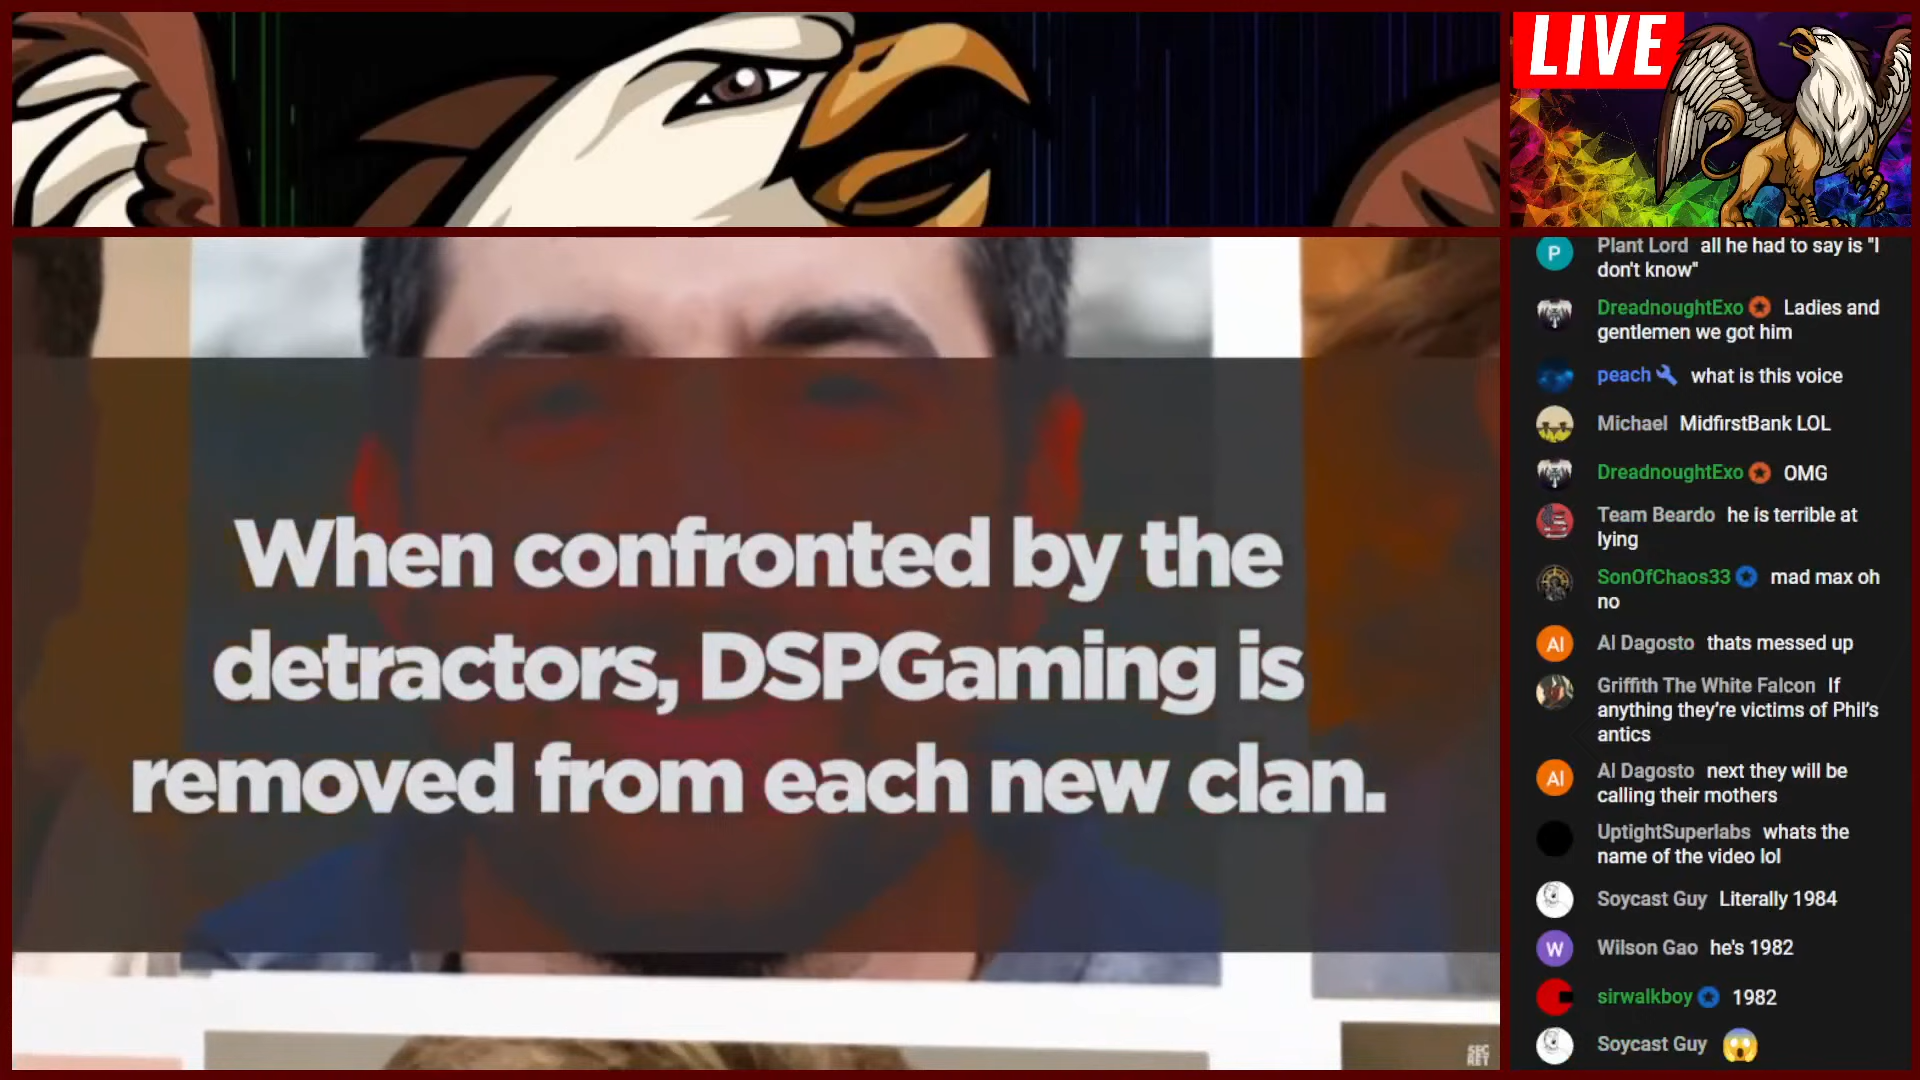 LIVE
When confronted by the
detractors, DSPGaming is
removed from each new clan.
SEC
RET
P Plant Lord all he had to say is "I
don't know"
DreadnoughtExo Ladies and
gentlemen we got him
peach what is this voice
Michael MidfirstBank LOL
DreadnoughtExo OMG
Team Beardo he is terrible at
lying
SonOfChaos33 mad max oh
no
Al Al Dagosto thats messed up
Griffith The White Falcon If
anything they're victims of Phil's
antics
Al Al Dagosto next they will be
calling their mothers
UptightSuperlabs whats the
name of the video lol
Soycast Guy Literally 1984
W Wilson Gao he's 1982
sirwalkboy 1982
Soycast Guy 😱